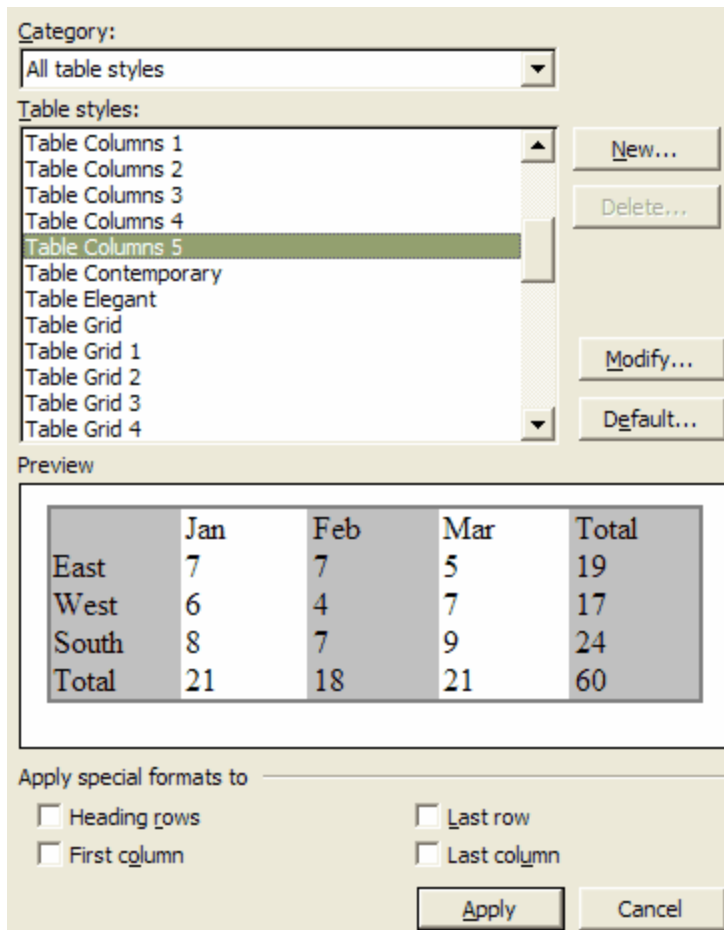 Category:
All table styles
Table styles:
Table Columns 1
Table Columns 2
Table Columns 3
Table Columns 4
Table Columns 5
Table Contemporary
Table Elegant
Table Grid
Table Grid 1
Table Grid 2
Table Grid 3
Table Grid 4
New...
Delete...
Modify...
Default...
Preview
Jan Feb Mar Total
East 7 7 5 19
West 6 4 7 17
South 8 7 9 24
Total 21 18 21 60
Apply special formats to
Heading rows Last row
First column Last column
Apply Cancel